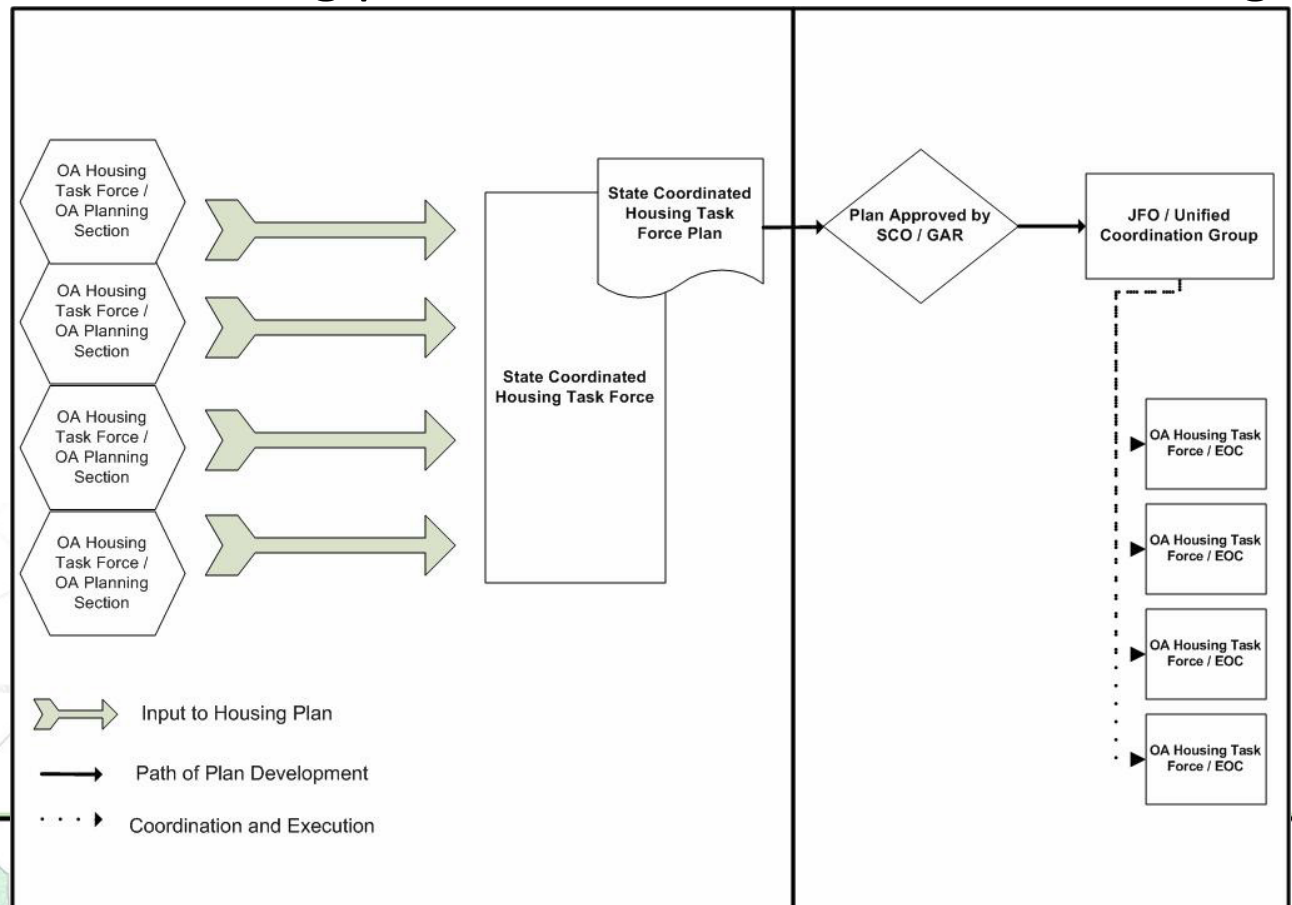 OA Housing
Task Force /
OA Planning
Section
OA Housing
Task Force /
OA Planning
Section
OA Housing
Task Force /
OA Planning
Section
OA Housing
Task Force /
OA Planning
Section
State Coordinated
Housing Task
Force Plan
State Coordinated
Housing Task Force
Plan Approved by
SCO / GAR
JFO / Unified
Coordination Group
OA Housing Task
Force / EOC
OA Housing Task
Force / EOC
OA Housing Task
Force / EOC
OA Housing Task
Force / EOC
Input to Housing Plan
Path of Plan Development
Coordination and Execution